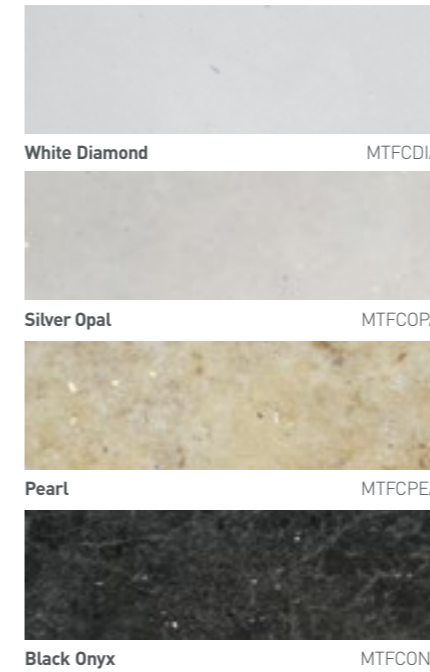 White Diamond MTFCDI
Silver Opal MTFCOP
Pearl MTFCPE
Black Onyx MTFCON